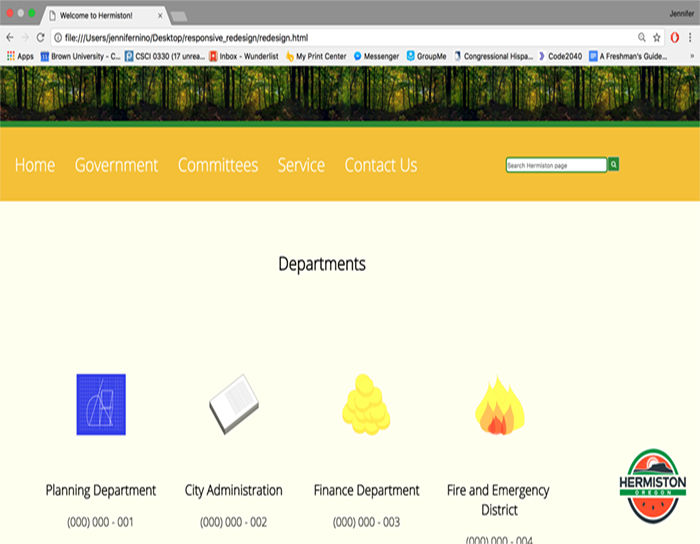 Welcome to Hermiston!
Jennifer
file:///Users/jennifernino/Desktop/responsive_redesign/redesign.html
Apps Brown University - C... CSCI 0330 (17 unrea... Inbox - Wunderlist My Print Center Messenger GroupMe Congressional Hispa... Code2040 A Freshman's Guide...
Home Government Committees Service Contact Us
Search Hermiston page
Departments
Planning Department City Administration Finance Department Fire and Emergency
District
(000) 000 - 001 (000) 000 - 002 (000) 000 - 003
(000) 000 - 004
HERMISTON
OREGON